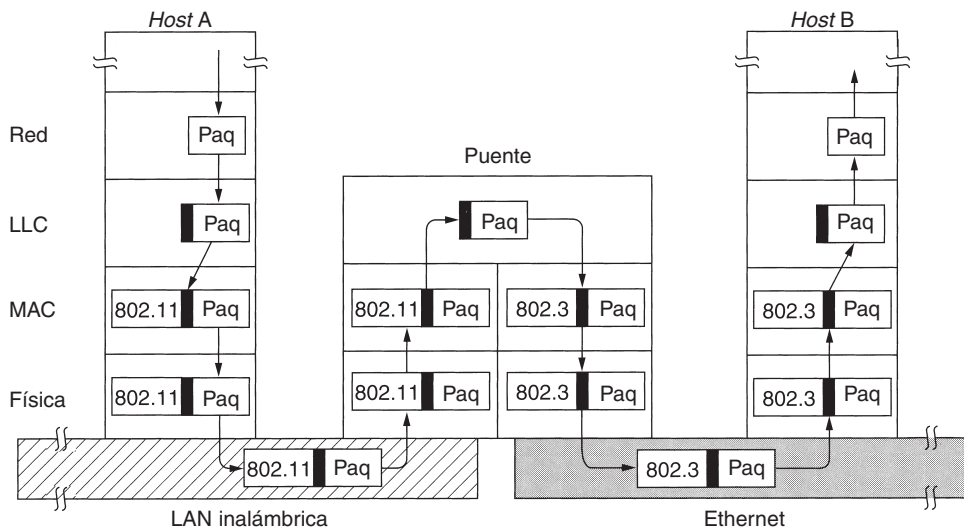 Host A
Host B
Red
Paq
Paq
Puente
LLC
Paq
Paq
Paq
MAC
802.11 Paq
802.11 Paq
802.3 Paq
802.3 Paq
Física
802.11 Paq
802.11 Paq
802.3 Paq
802.3 Paq
802.11 Paq
802.3 Paq
LAN inalámbrica
Ethernet